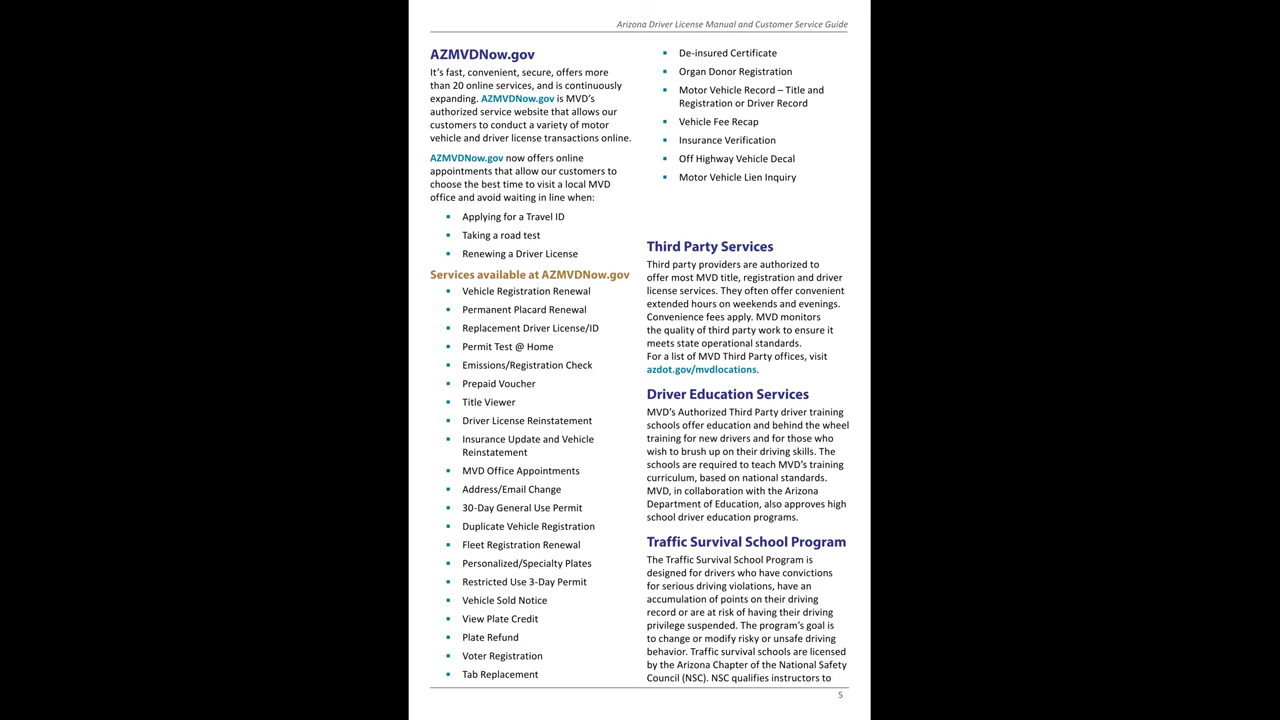 Arizona Driver License Manual and Customer Service Guide
AZMVDNow.gov
It's fast, convenient, secure, offers more
than 20 online services, and is continuously
expanding. AZMVDNow.gov is MVD's
authorized service website that allows our
customers to conduct a variety of motor
vehicle and driver license transactions online.
AZMVDNow.gov now offers online
appointments that allow our customers to
choose the best time to visit a local MVD
office and avoid waiting in line when:
▪ Applying for a Travel ID
▪ Taking a road test
▪ Renewing a Driver License
Services available at AZMVDNow.gov
▪ Vehicle Registration Renewal
▪ Permanent Placard Renewal
▪ Replacement Driver License/ID
▪ Permit Test @ Home
▪ Emissions/Registration Check
▪ Prepaid Voucher
▪ Title Viewer
▪ Driver License Reinstatement
▪ Insurance Update and Vehicle
Reinstatement
▪ MVD Office Appointments
▪ Address/Email Change
▪ 30-Day General Use Permit
▪ Duplicate Vehicle Registration
▪ Fleet Registration Renewal
▪ Personalized/Specialty Plates
▪ Restricted Use 3-Day Permit
▪ Vehicle Sold Notice
▪ View Plate Credit
▪ Plate Refund
▪ Voter Registration
▪ Tab Replacement
▪ De-insured Certificate
▪ Organ Donor Registration
▪ Motor Vehicle Record – Title and
Registration or Driver Record
▪ Vehicle Fee Recap
▪ Insurance Verification
▪ Off Highway Vehicle Decal
▪ Motor Vehicle Lien Inquiry
Third Party Services
Third party providers are authorized to
offer most MVD title, registration and driver
license services. They often offer convenient
extended hours on weekends and evenings.
Convenience fees apply. MVD monitors
the quality of third party work to ensure it
meets state operational standards.
For a list of MVD Third Party offices, visit
azdot.gov/mvdlocations.
Driver Education Services
MVD's Authorized Third Party driver training
schools offer education and behind the wheel
training for new drivers and for those who
wish to brush up on their driving skills. The
schools are required to teach MVD's training
curriculum, based on national standards.
MVD, in collaboration with the Arizona
Department of Education, also approves high
school driver education programs.
Traffic Survival School Program
The Traffic Survival School Program is
designed for drivers who have convictions
for serious driving violations, have an
accumulation of points on their driving
record or are at risk of having their driving
privilege suspended. The program's goal is
to change or modify risky or unsafe driving
behavior. Traffic survival schools are licensed
by the Arizona Chapter of the National Safety
Council (NSC). NSC qualifies instructors to
5